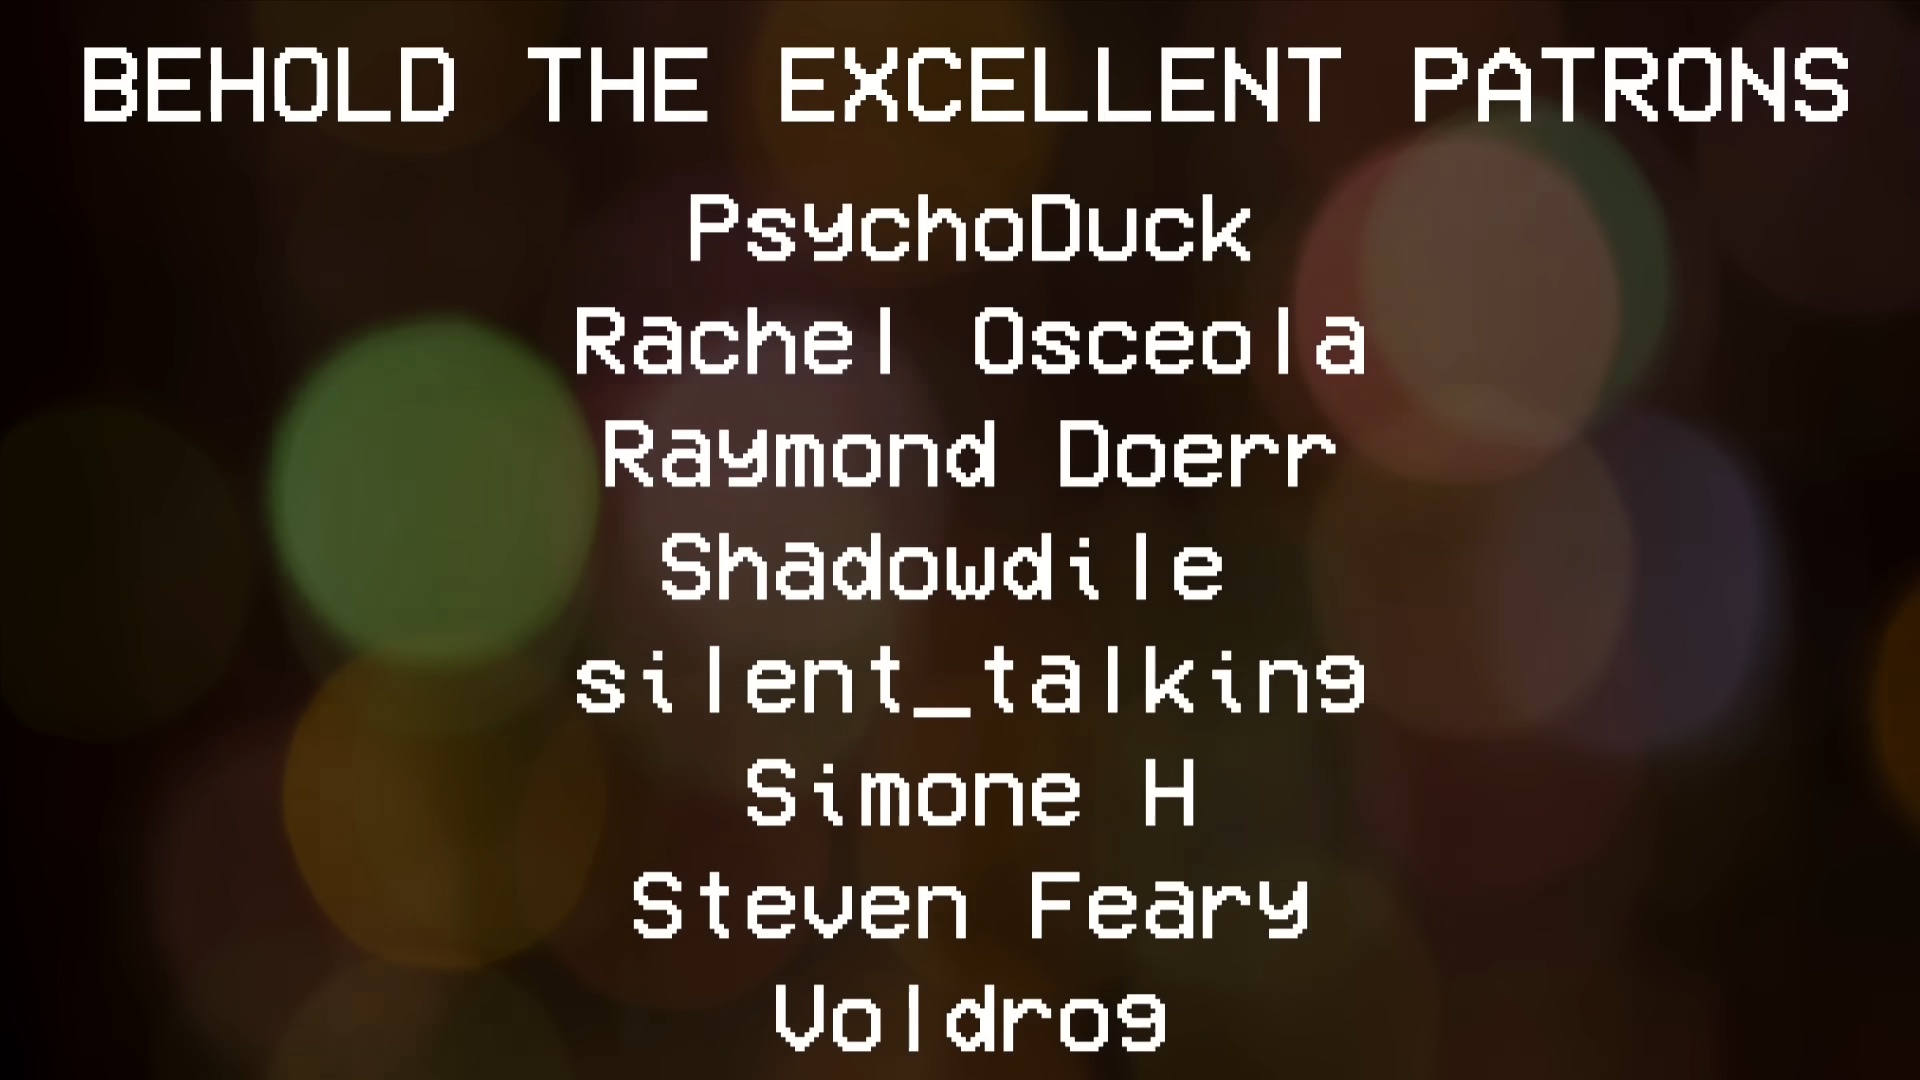 BEHOLD THE EXCELLENT PATRONS
PsychoDuck
Rachel Osceola
Raymond Doerr
Shadowdile
silent_talking
Simone H
Steven Feary
Voldrog